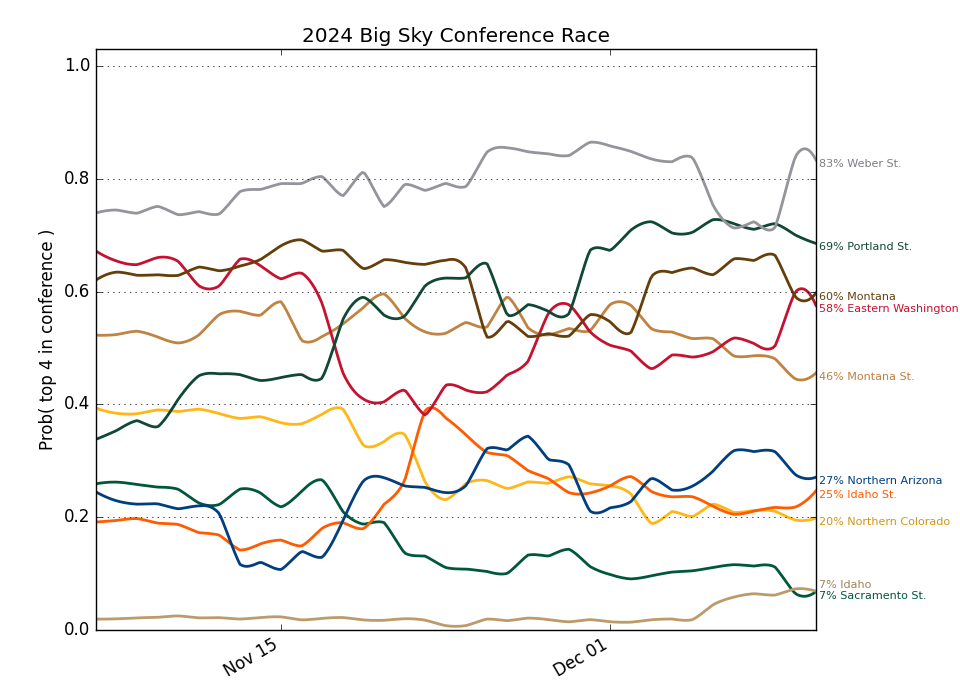 2024 Big Sky Conference Race
Prob( top 4 in conference )
1.0
0.8
0.6
0.4
0.2
0.0
Nov 15
Dec 01
83% Weber St.
69% Portland St.
60% Montana
58% Eastern Washington
46% Montana St.
27% Northern Arizona
25% Idaho St.
20% Northern Colorado
7% Idaho
7% Sacramento St.